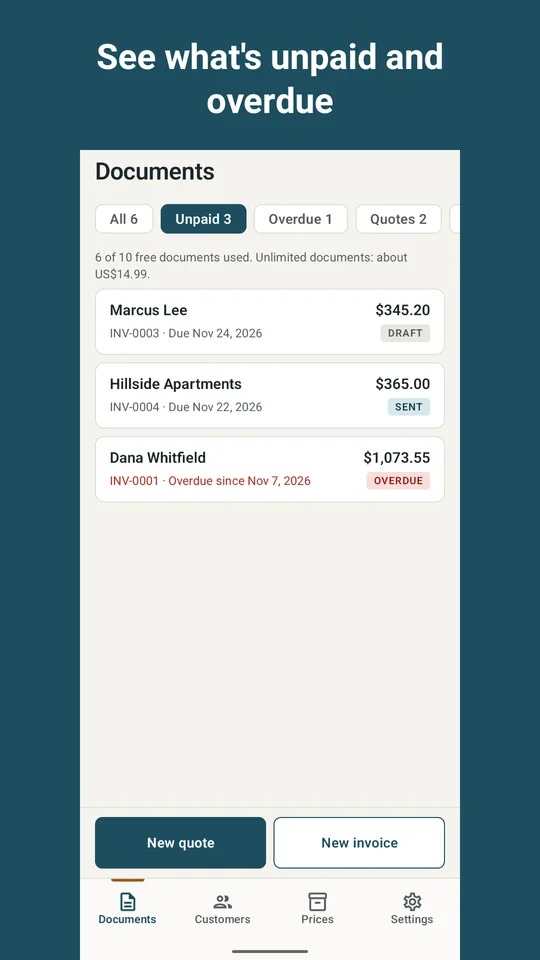 See what's unpaid and
overdue
Documents
All 6
Unpaid 3
Overdue 1
Quotes 2
6 of 10 free documents used. Unlimited documents: about
US$14.99.
Marcus Lee
$345.20
INV-0003 · Due Nov 24, 2026
DRAFT
Hillside Apartments
$365.00
INV-0004 · Due Nov 22, 2026
SENT
Dana Whitfield
$1,073.55
INV-0001 · Overdue since Nov 7, 2026
OVERDUE
New quote
New invoice
Documents
Customers
Prices
Settings